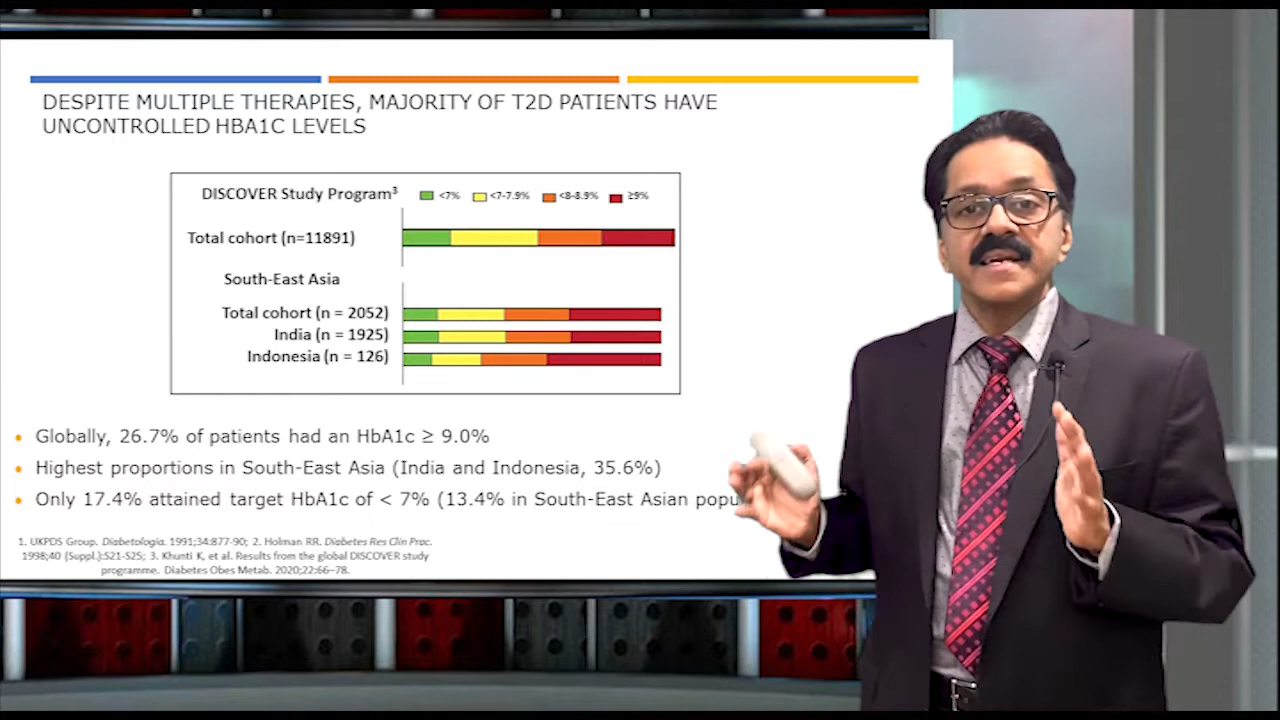 DESPITE MULTIPLE THERAPIES, MAJORITY OF T2D PATIENTS HAVE
UNCONTROLLED HBA1C LEVELS
DISCOVER Study Program³ <7% <7-7.9% <8-8.9% ≥9%
Total cohort (n=11891)
South-East Asia
Total cohort (n = 2052)
India (n = 1925)
Indonesia (n = 126)
• Globally, 26.7% of patients had an HbA1c ≥ 9.0%
• Highest proportions in South-East Asia (India and Indonesia, 35.6%)
• Only 17.4% attained target HbA1c of < 7% (13.4% in South-East Asian popu
1. UKPDS Group. Diabetologia. 1991;34:877-90; 2. Holman RR. Diabetes Res Clin Prac.
1998;40 (Suppl.):S21-S25; 3. Khunti K, et al. Results from the global DISCOVER study
programme. Diabetes Obes Metab. 2020;22:66–78.